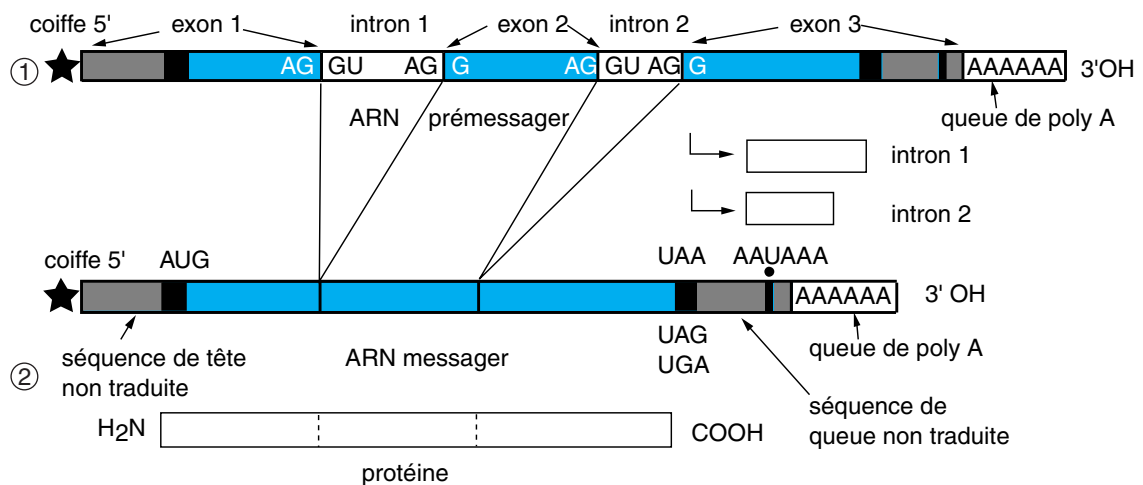 coiffe 5' exon 1 intron 1 exon 2 intron 2 exon 3
① AG GU AG G AG GU AG G AAAAAA 3'OH
ARN prémessager queue de poly A
intron 1
intron 2
coiffe 5' AUG UAA AAUAAA
AAAAAA 3' OH
séquence de tête
non traduite
ARN messager
UAG
UGA
queue de poly A
②
séquence de
queue non traduite
H2N COOH
protéine